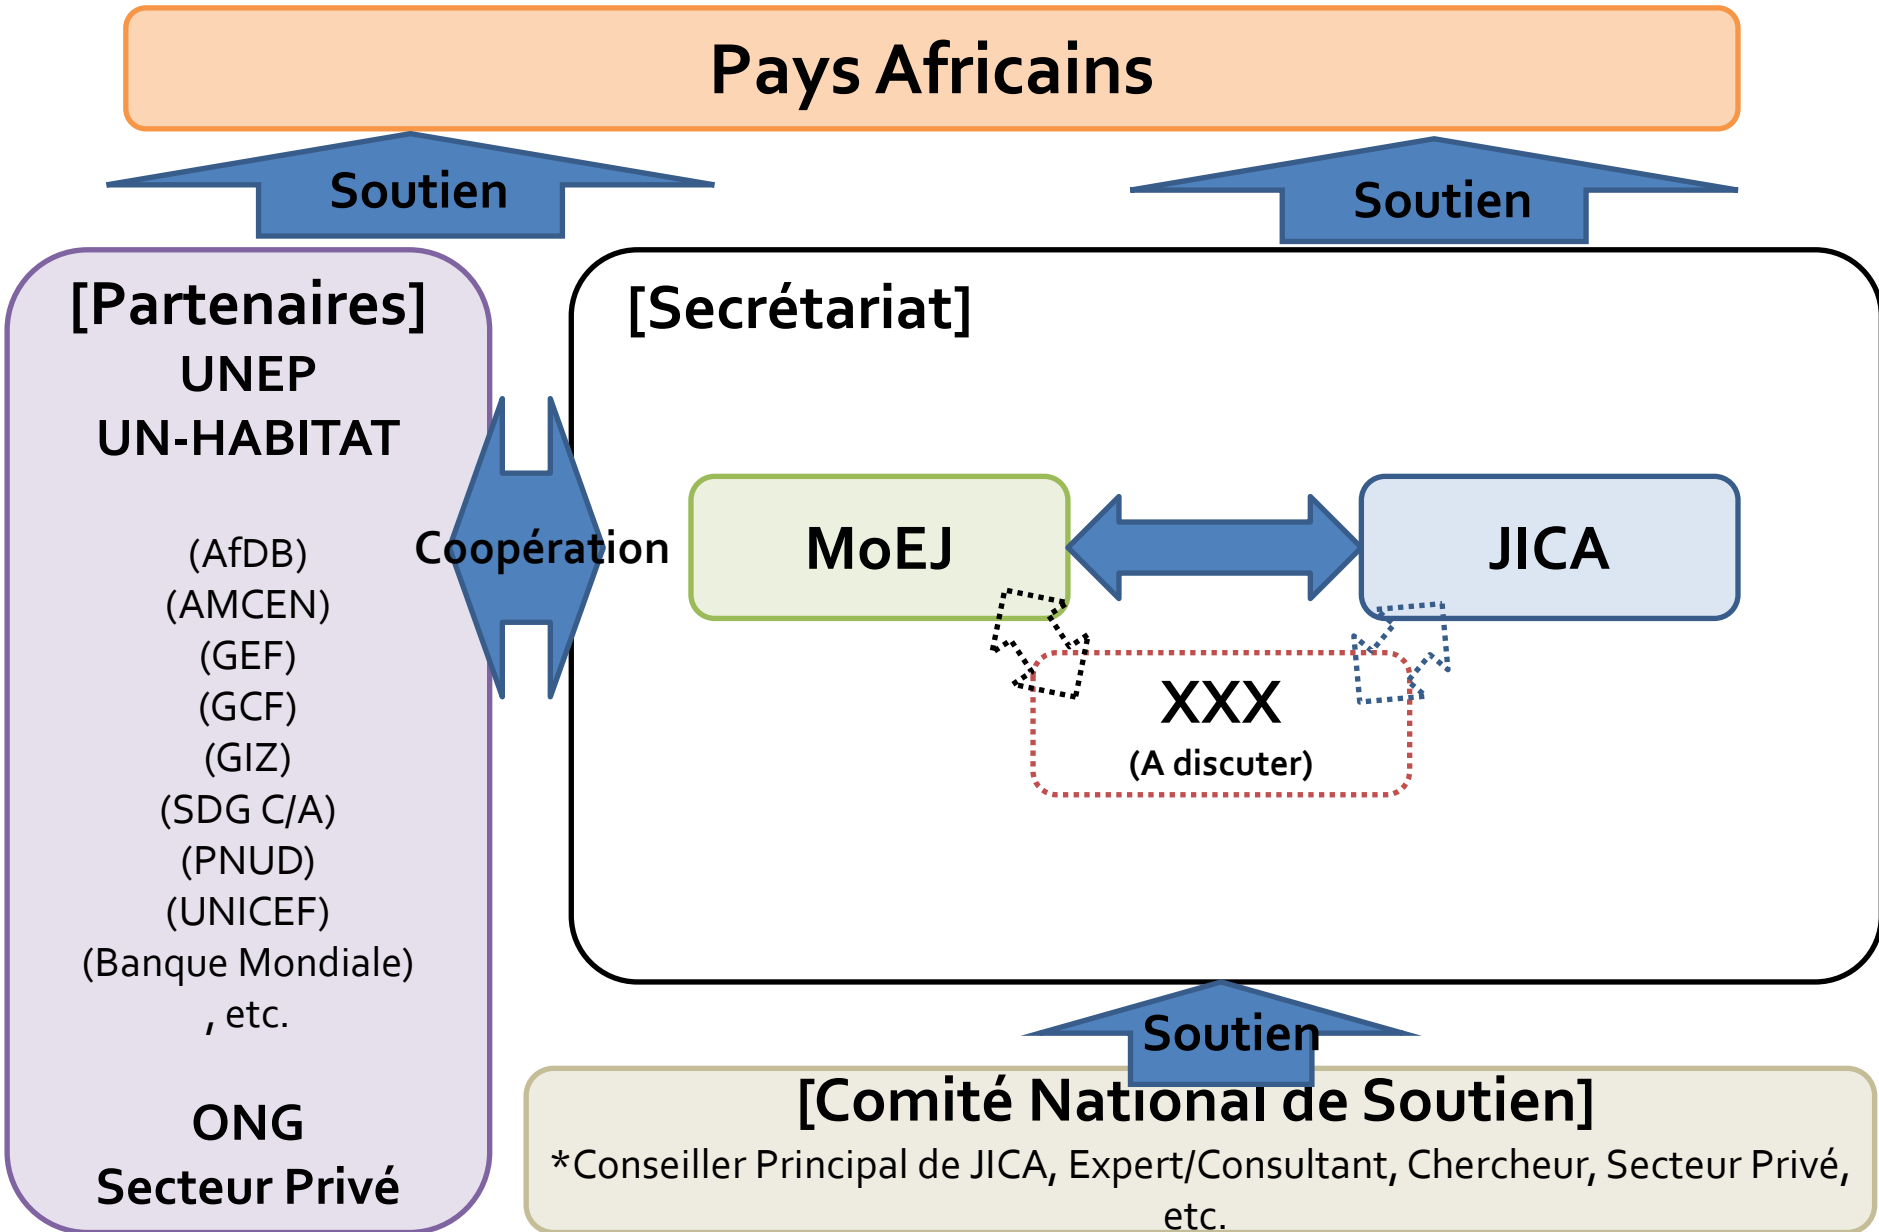 Pays Africains
Soutien
Soutien
[Partenaires]
UNEP
UN-HABITAT
(AfDB)
(AMCEN)
(GEF)
(GCF)
(GIZ)
(SDG C/A)
(PNUD)
(UNICEF)
(Banque Mondiale)
, etc.
ONG
Secteur Privé
Coopération
[Secrétariat]
MoEJ
JICA
XXX
(A discuter)
Soutien
[Comité National de Soutien]
*Conseiller Principal de JICA, Expert/Consultant, Chercheur, Secteur Privé,
etc.